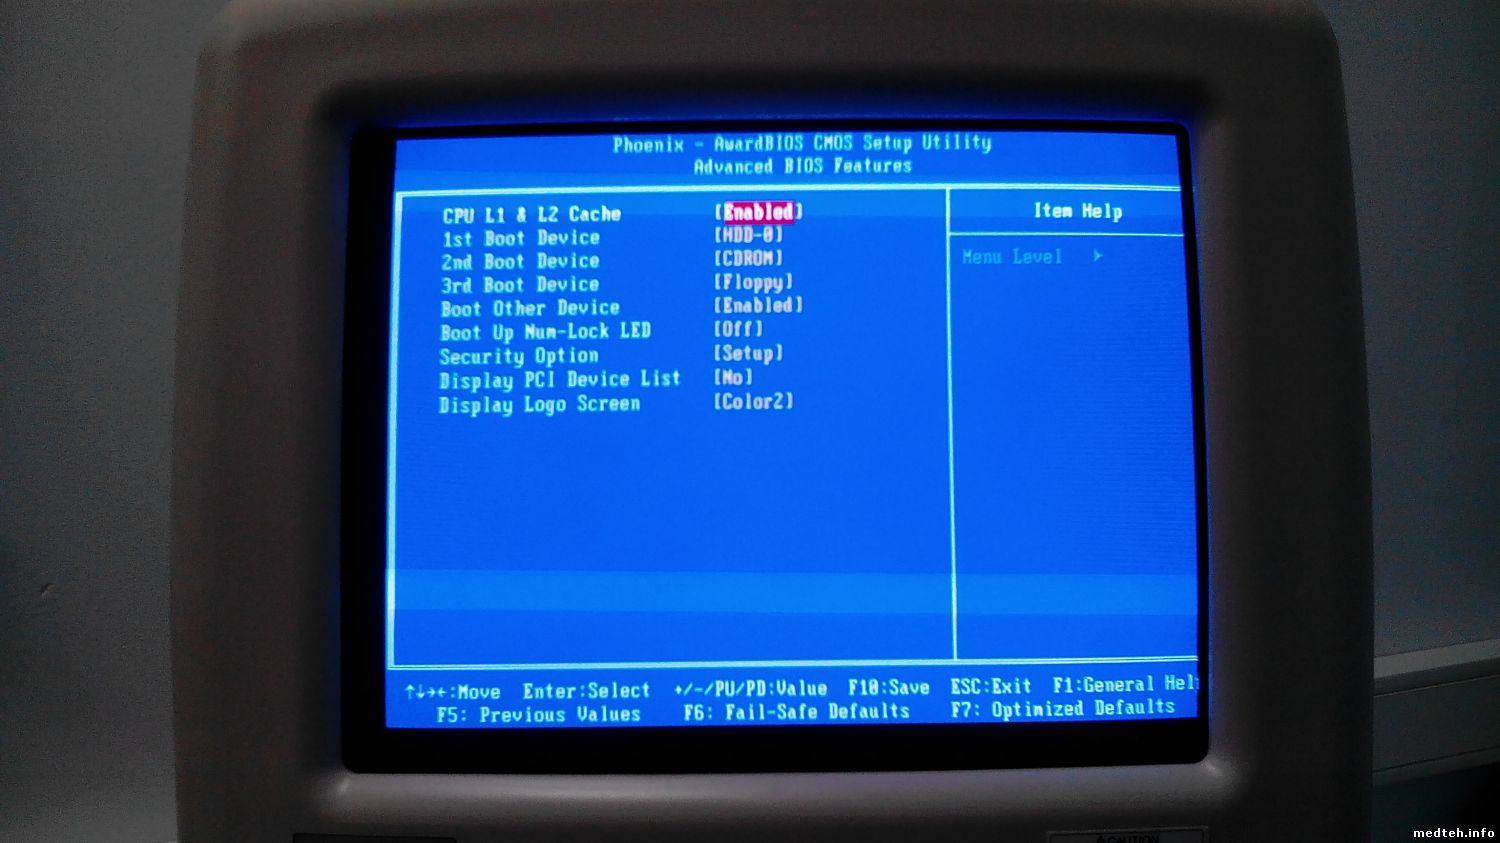 Phoenix - AwardBIOS CMOS Setup Utility
Advanced BIOS Features
CPU L1 & L2 Cache [Enabled]
1st Boot Device [HDD-0]
2nd Boot Device [CDROM]
3rd Boot Device [Floppy]
Boot Other Device [Enabled]
Boot Up Num-Lock LED [Off]
Security Option [Setup]
Display PCI Device List [No]
Display Logo Screen [Color2]
Item Help
Menu Level ▸
↑↓→←:Move Enter:Select +/-/PU/PD:Value F10:Save ESC:Exit F1:General Hel
F5: Previous Values F6: Fail-Safe Defaults F7: Optimized Defaults
⚠CAUTION
medteh.info